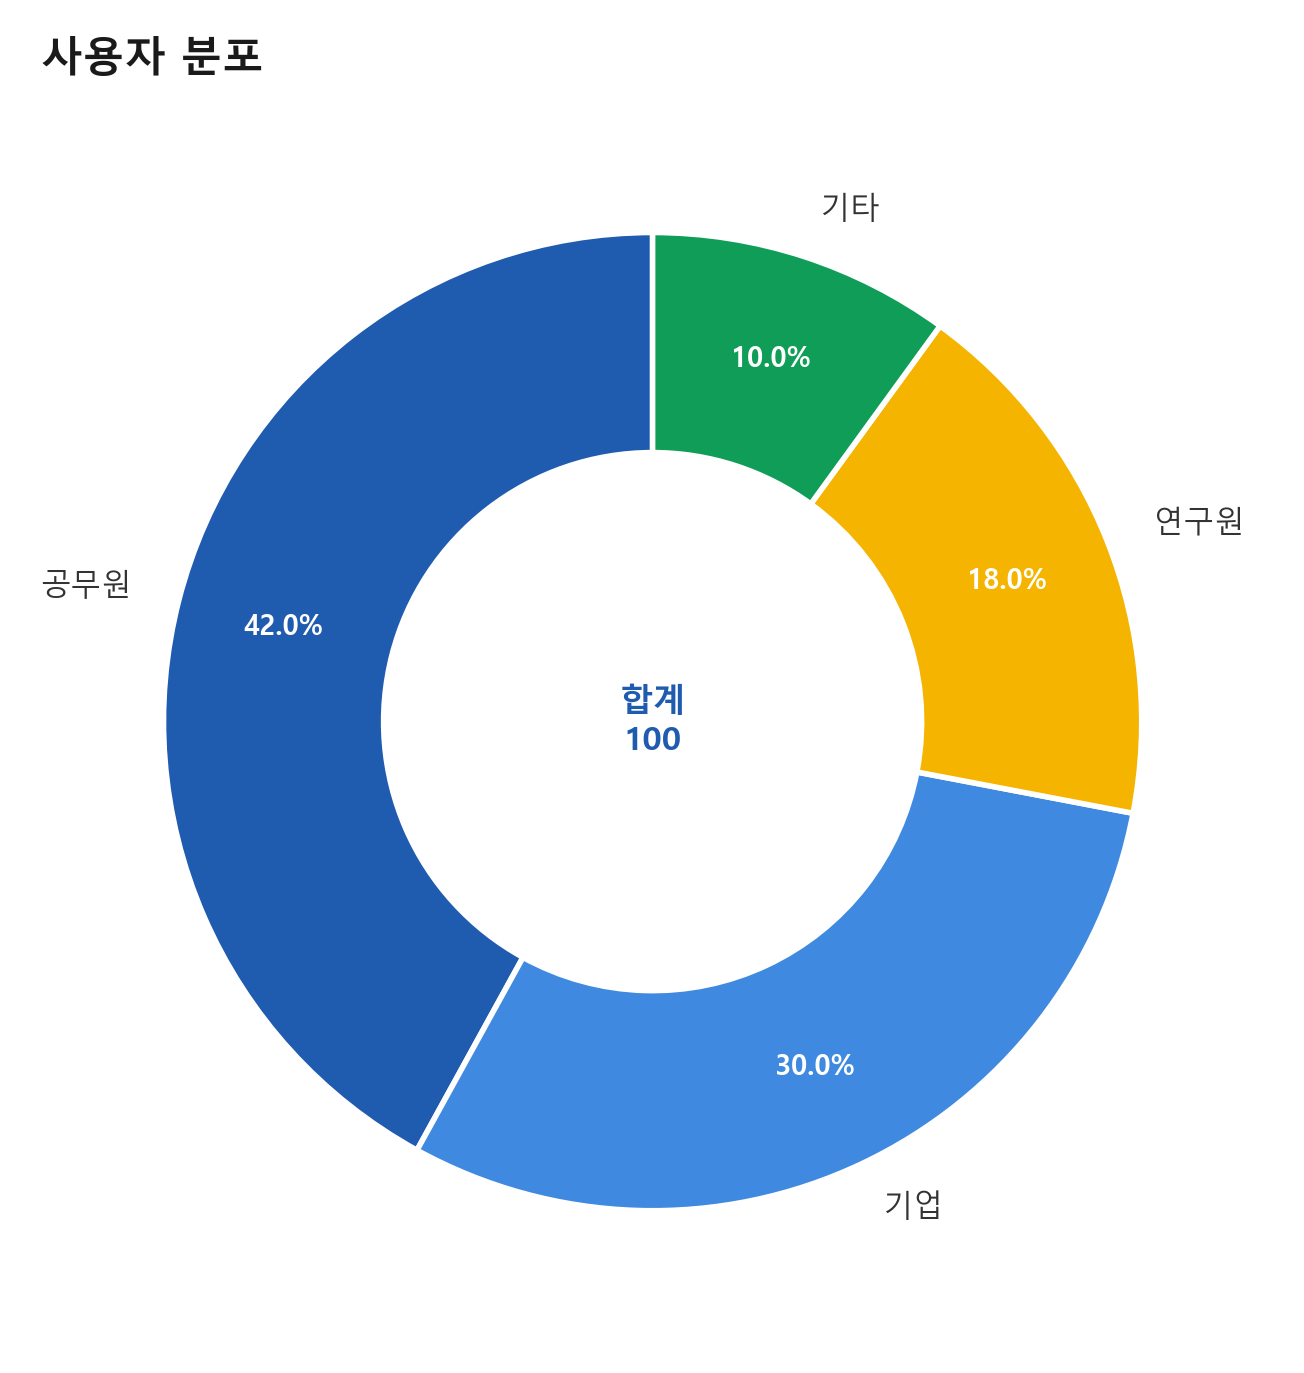 사용자 분포
기타
10.0%
연구원
18.0%
공무원
42.0%
합계
100
30.0%
기업